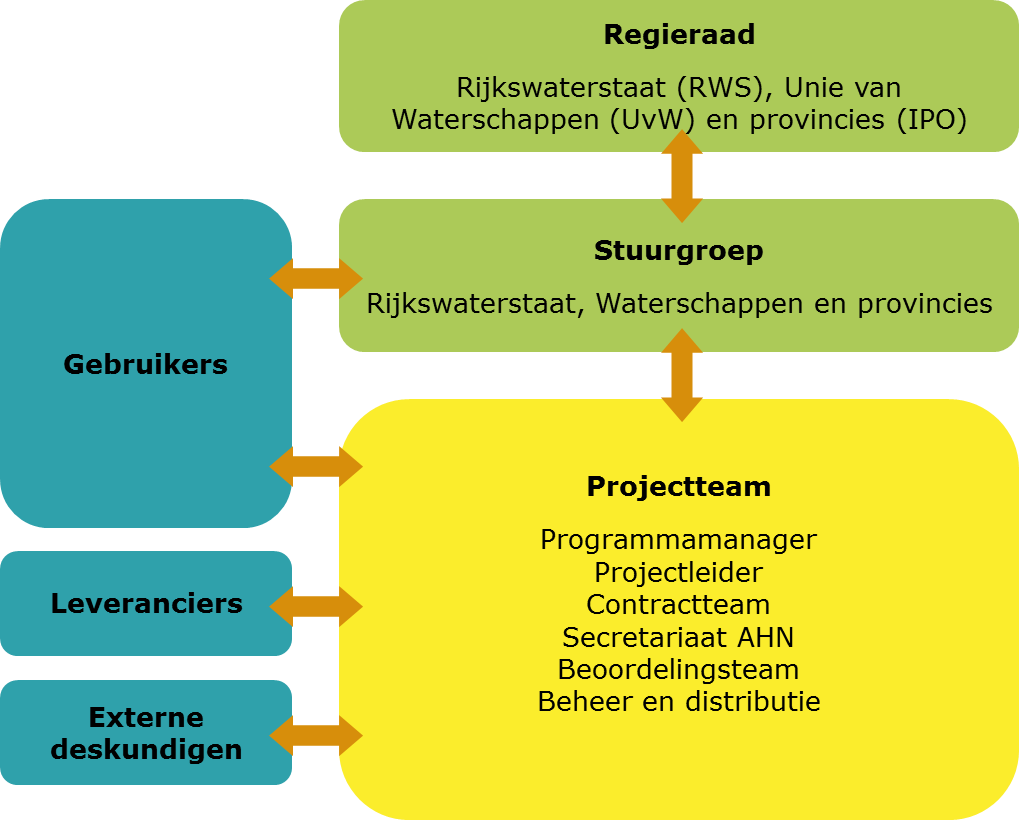 Regieraad
Rijkswaterstaat (RWS), Unie van
Waterschappen (UvW) en provincies (IPO)
Stuurgroep
Rijkswaterstaat, Waterschappen en provincies
Gebruikers
Projectteam
Programmamanager
Projectleider
Contractteam
Secretariaat AHN
Beoordelingsteam
Beheer en distributie
Leveranciers
Externe
deskundigen